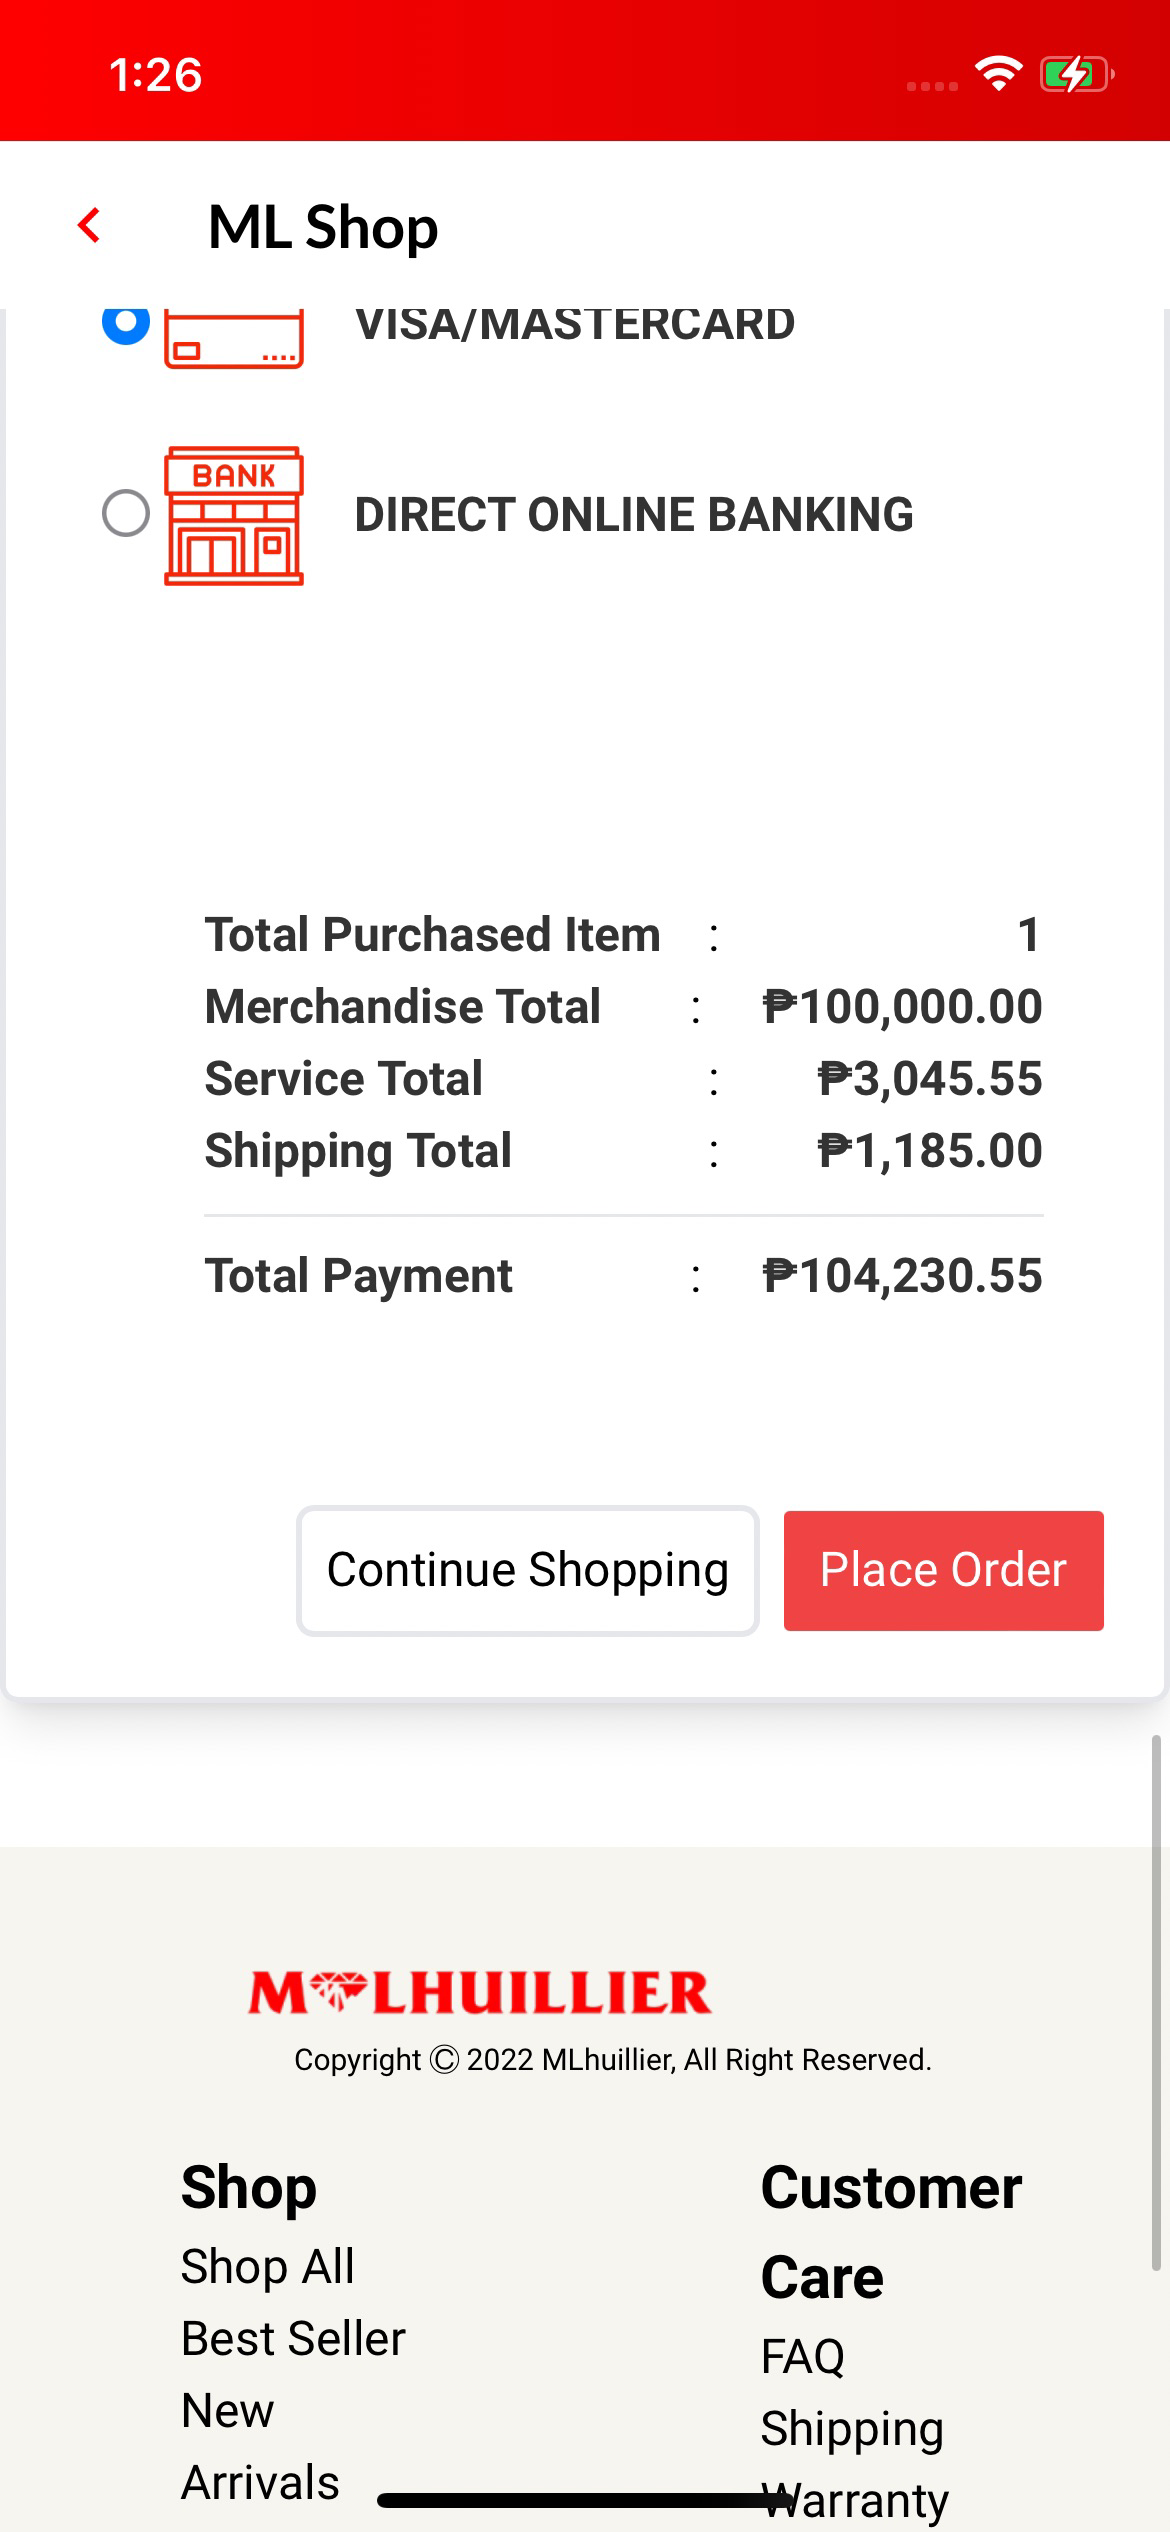 1:26
ML Shop
VISA/MASTERCARD
BANK
DIRECT ONLINE BANKING
Total Purchased Item : 1
Merchandise Total : ₱100,000.00
Service Total : ₱3,045.55
Shipping Total : ₱1,185.00
Total Payment : ₱104,230.55
Continue Shopping Place Order
M LHUILLIER
Copyright Ⓒ 2022 MLhuillier, All Right Reserved.
Shop
Shop All
Best Seller
New
Arrivals
Customer
Care
FAQ
Shipping
Warranty